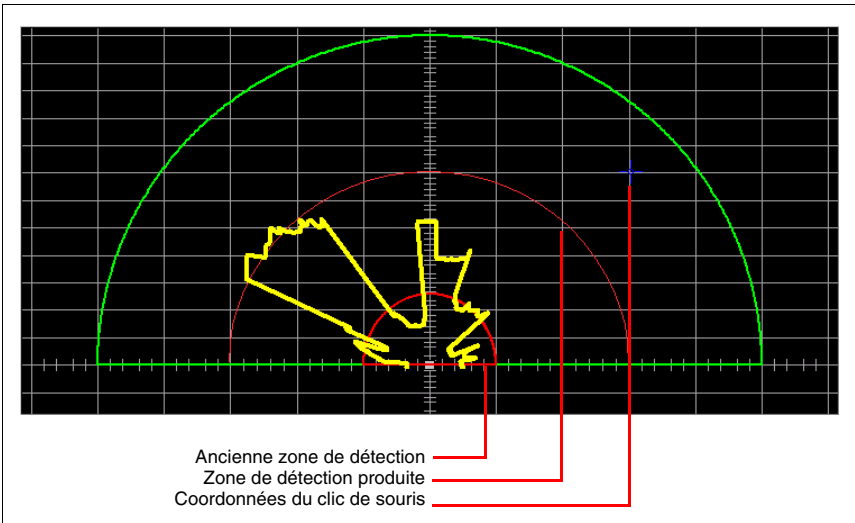 Ancienne zone de détection
Zone de détection produite
Coordonnées du clic de souris